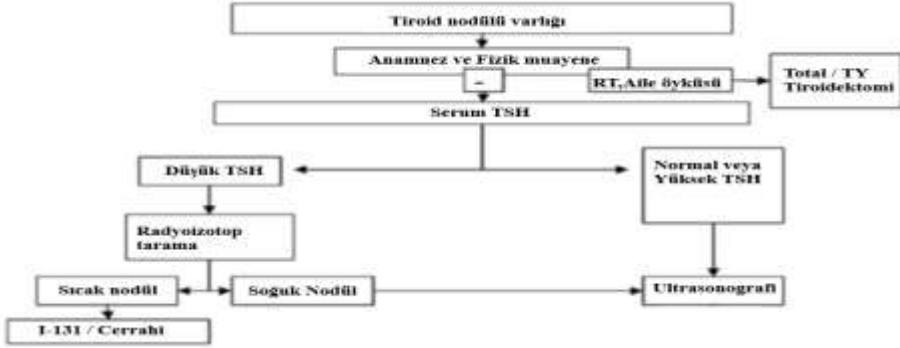 Tiroid nodülü varlığı
Anamnez ve Fizik muayene
–
RT,Aile öyküsü
Total / TY
Tiroidektomi
Serum TSH
Düşük TSH
Normal veya
Yüksek TSH
Radyoizotop
tarama
Sıcak nodül
Soğuk Nodül
Ultrasonografi
I-131 / Cerrahi